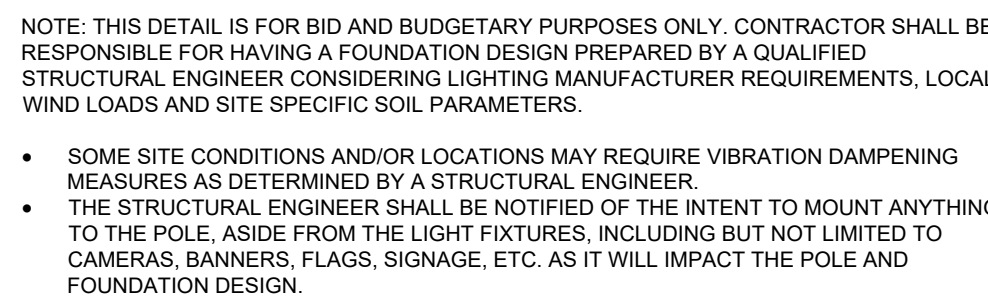 NOTE: THIS DETAIL IS FOR BID AND BUDGETARY PURPOSES ONLY. CONTRACTOR SHALL BE
RESPONSIBLE FOR HAVING A FOUNDATION DESIGN PREPARED BY A QUALIFIED
STRUCTURAL ENGINEER CONSIDERING LIGHTING MANUFACTURER REQUIREMENTS, LOCAL
WIND LOADS AND SITE SPECIFIC SOIL PARAMETERS.
• SOME SITE CONDITIONS AND/OR LOCATIONS MAY REQUIRE VIBRATION DAMPENING
MEASURES AS DETERMINED BY A STRUCTURAL ENGINEER.
• THE STRUCTURAL ENGINEER SHALL BE NOTIFIED OF THE INTENT TO MOUNT ANYTHING
TO THE POLE, ASIDE FROM THE LIGHT FIXTURES, INCLUDING BUT NOT LIMITED TO
CAMERAS, BANNERS, FLAGS, SIGNAGE, ETC. AS IT WILL IMPACT THE POLE AND
FOUNDATION DESIGN.